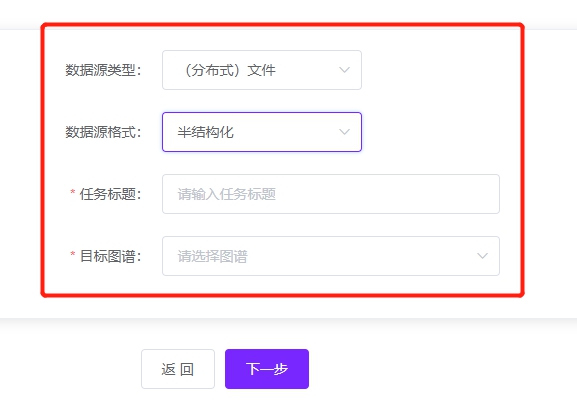 数据源类型： （分布式）文件
数据源格式： 半结构化
* 任务标题： 请输入任务标题
* 目标图谱： 请选择图谱
返 回 下一步